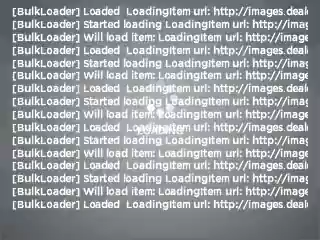 [BulkLoader] Loaded LoadingItem url: http://images.deal
[BulkLoader] Started loading LoadingItem url: http://imag
[BulkLoader] Will load item: LoadingItem url: http://image
[BulkLoader] Loaded LoadingItem url: http://images.deal
[BulkLoader] Started loading LoadingItem url: http://imag
[BulkLoader] Will load item: LoadingItem url: http://image
[BulkLoader] Loaded LoadingItem url: http://images.deal
[BulkLoader] Started loading LoadingItem url: http://imag
[BulkLoader] Will load item: LoadingItem url: http://image
[BulkLoader] Loaded LoadingItem url: http://images.deal
[BulkLoader] Started loading LoadingItem url: http://imag
[BulkLoader] Will load item: LoadingItem url: http://image
[BulkLoader] Loaded LoadingItem url: http://images.deal
[BulkLoader] Started loading LoadingItem url: http://imag
[BulkLoader] Will load item: LoadingItem url: http://image
[BulkLoader] Loaded LoadingItem url: http://images.deal